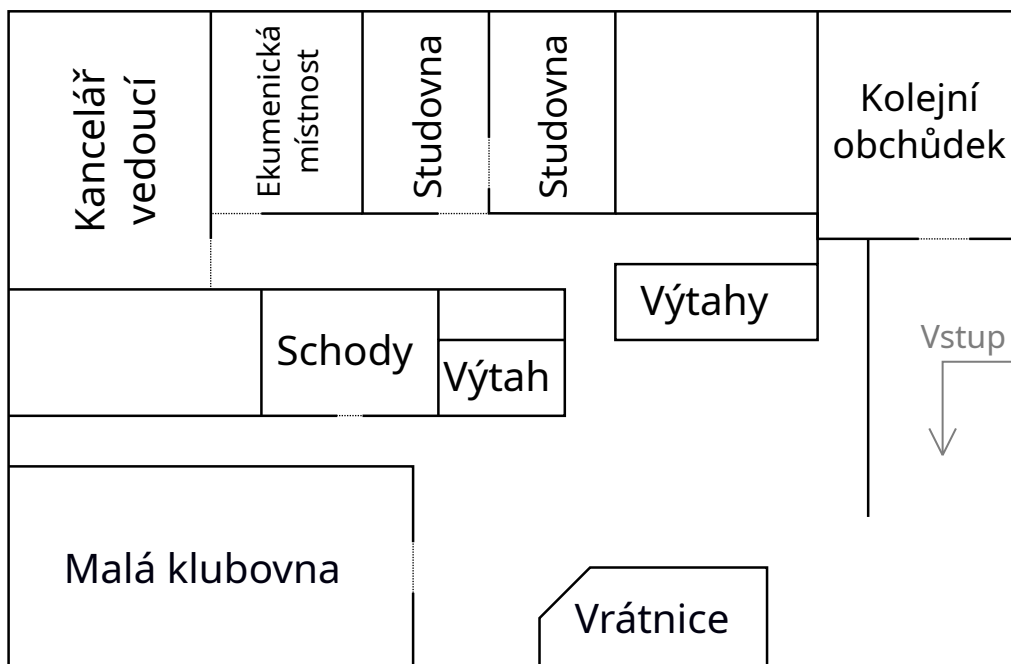 Kancelář
vedoucí
Ekumenická
místnost
Studovna
Studovna
Kolejní
obchůdek
Schody
Výtah
Výtahy
Vstup
Malá klubovna
Vrátnice